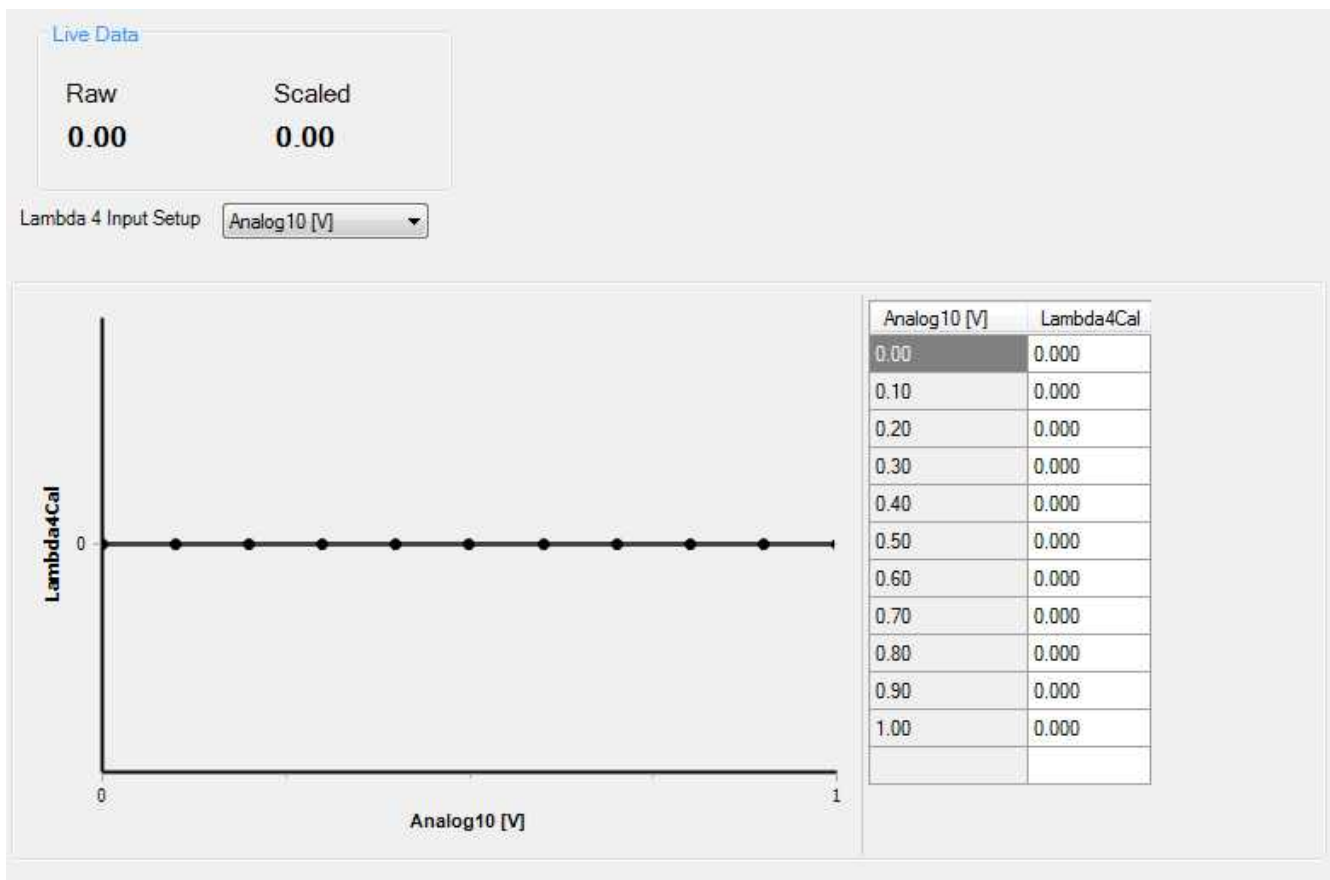 Live Data
Raw Scaled
0.00 0.00
Lambda 4 Input Setup Analog10 [V]
Lambda4Cal
0
0 1
Analog10 [V]
Analog10 [V] Lambda4Cal
0.00 0.000
0.10 0.000
0.20 0.000
0.30 0.000
0.40 0.000
0.50 0.000
0.60 0.000
0.70 0.000
0.80 0.000
0.90 0.000
1.00 0.000